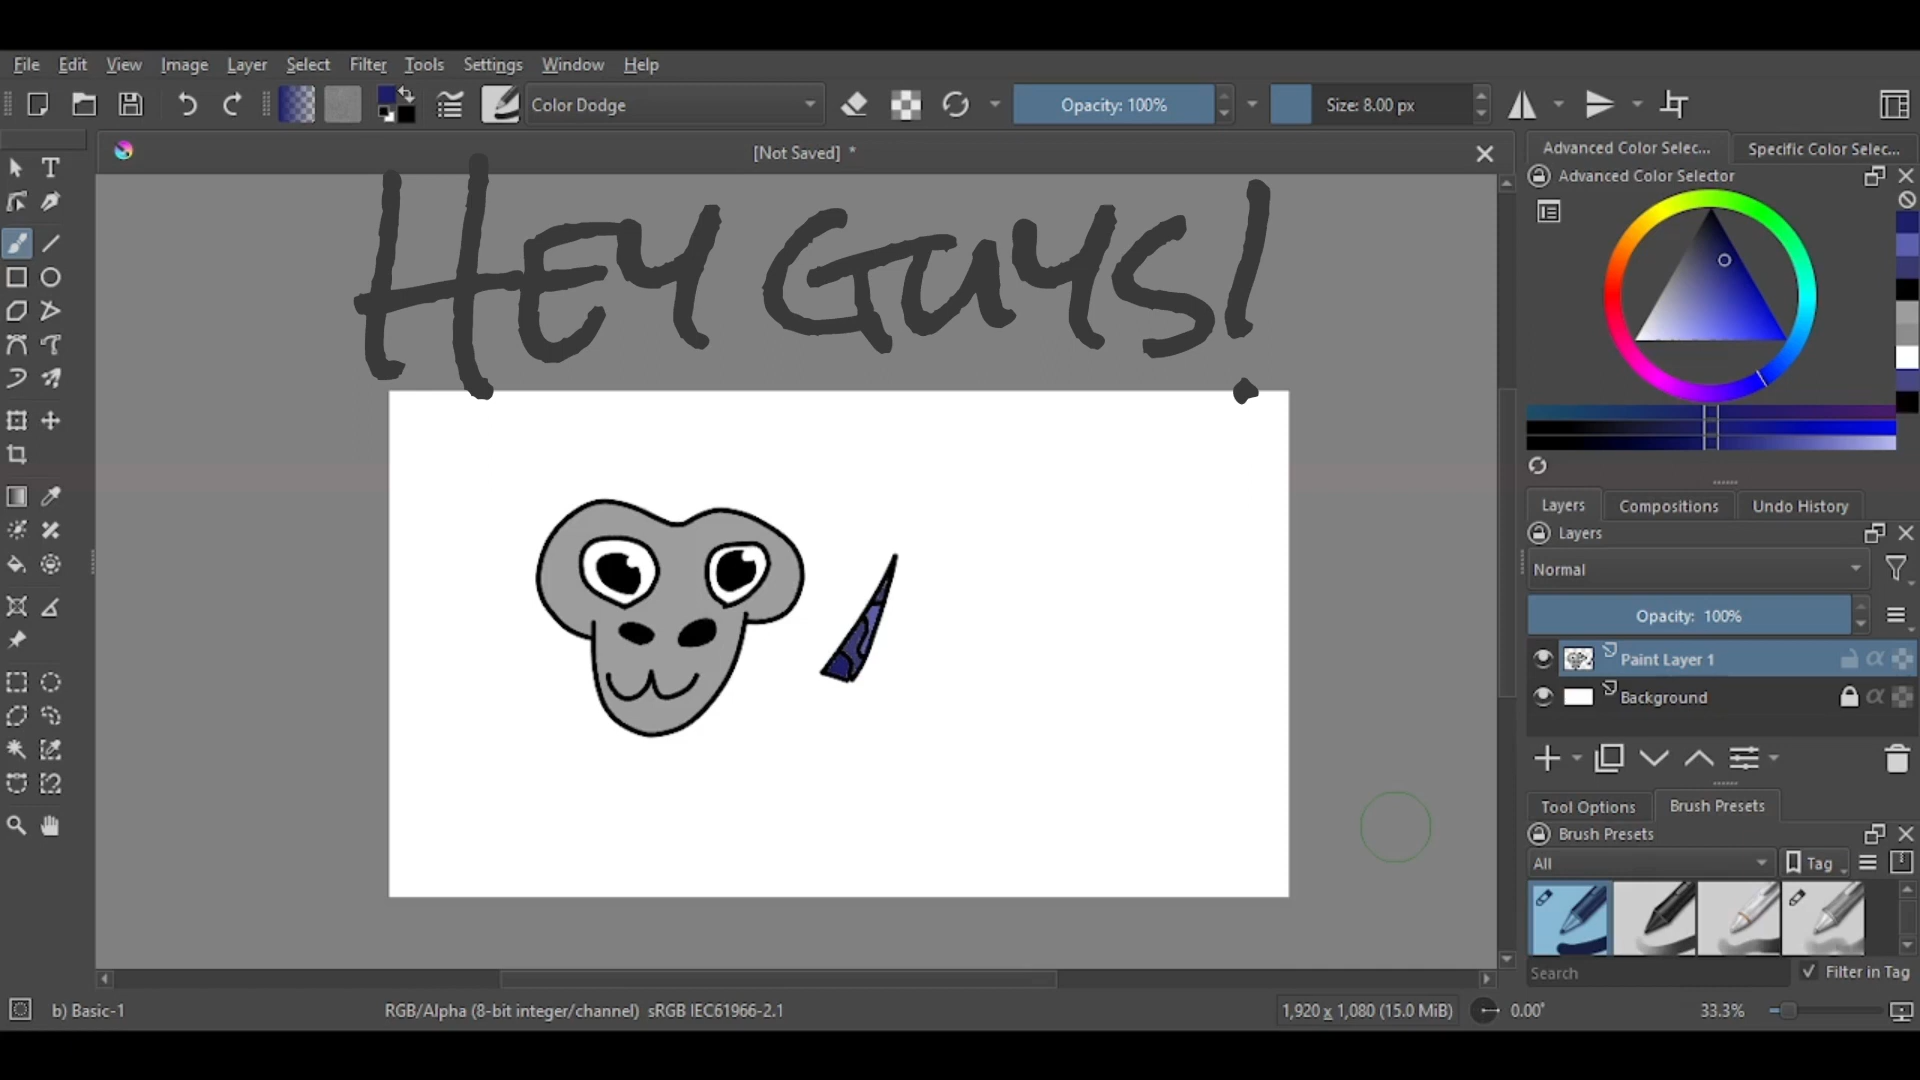 File Edit View Image Layer Select Filter Tools Settings Window Help
Color Dodge Opacity: 100% Size: 8.00 px
[Not Saved] *
HEY GUYS!
Advanced Color Selec... Specific Color Selec...
Advanced Color Selector
Layers Compositions Undo History
Layers
Normal
Opacity: 100%
Paint Layer 1
Background
Tool Options Brush Presets
Brush Presets
All Tag
Search Filter in Tag
b) Basic-1 RGB/Alpha (8-bit integer/channel) sRGB IEC61966-2.1 1,920 x 1,080 (15.0 MiB) 0.00° 33.3%